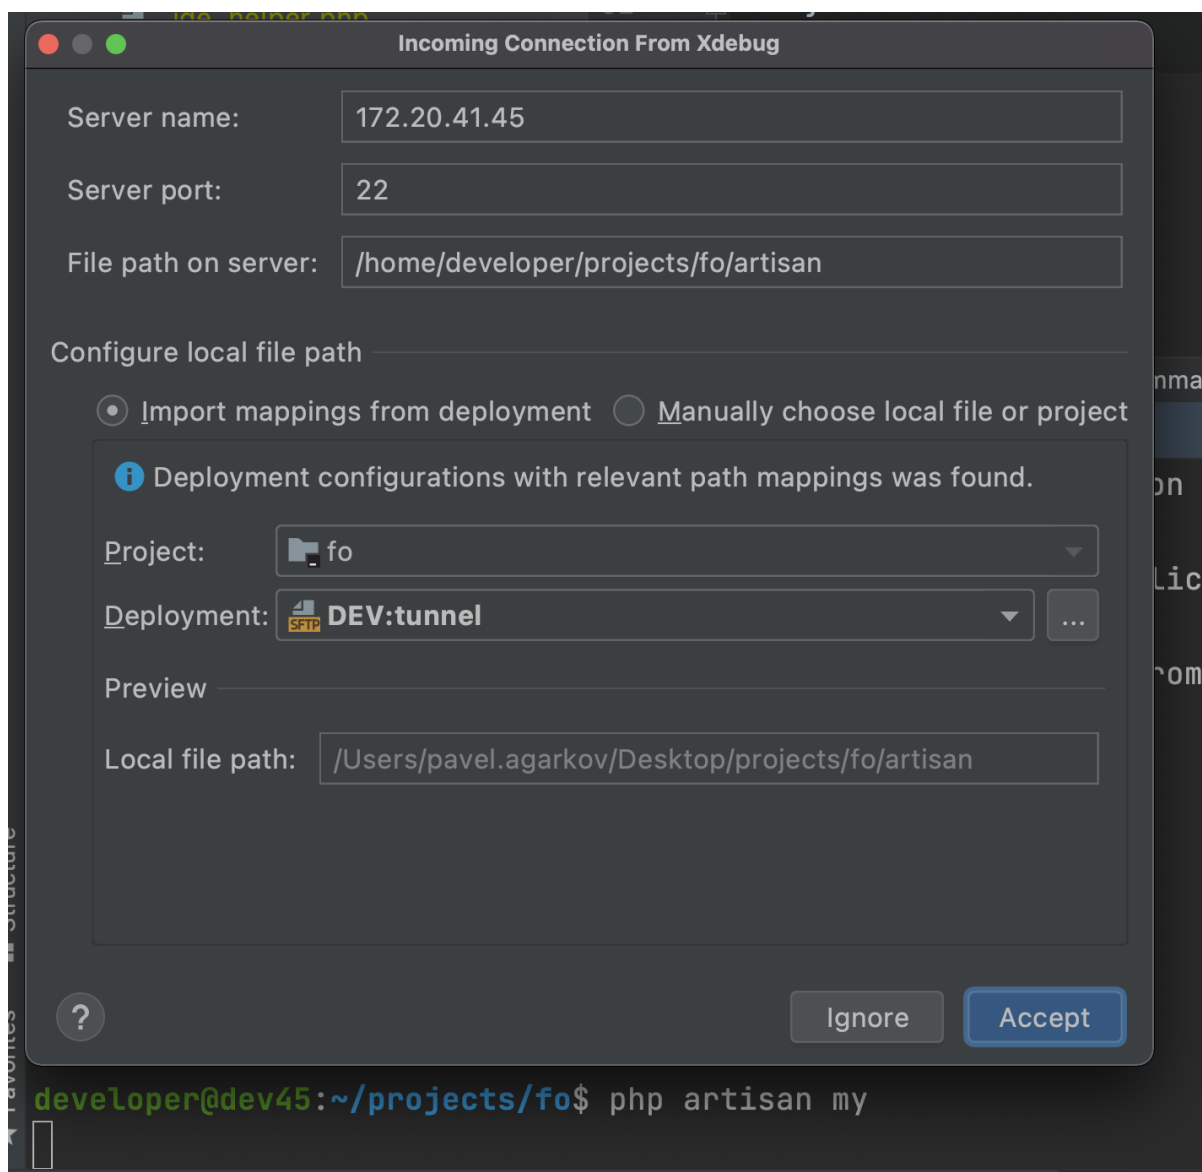 Incoming Connection From Xdebug
Server name: 172.20.41.45
Server port: 22
File path on server: /home/developer/projects/fo/artisan
Configure local file path
Import mappings from deployment Manually choose local file or project
Deployment configurations with relevant path mappings was found.
Project: fo
Deployment: SFTP DEV:tunnel ...
Preview
Local file path: /Users/pavel.agarkov/Desktop/projects/fo/artisan
? Ignore Accept
Structure
Favorites
developer@dev45:~/projects/fo$ php artisan my